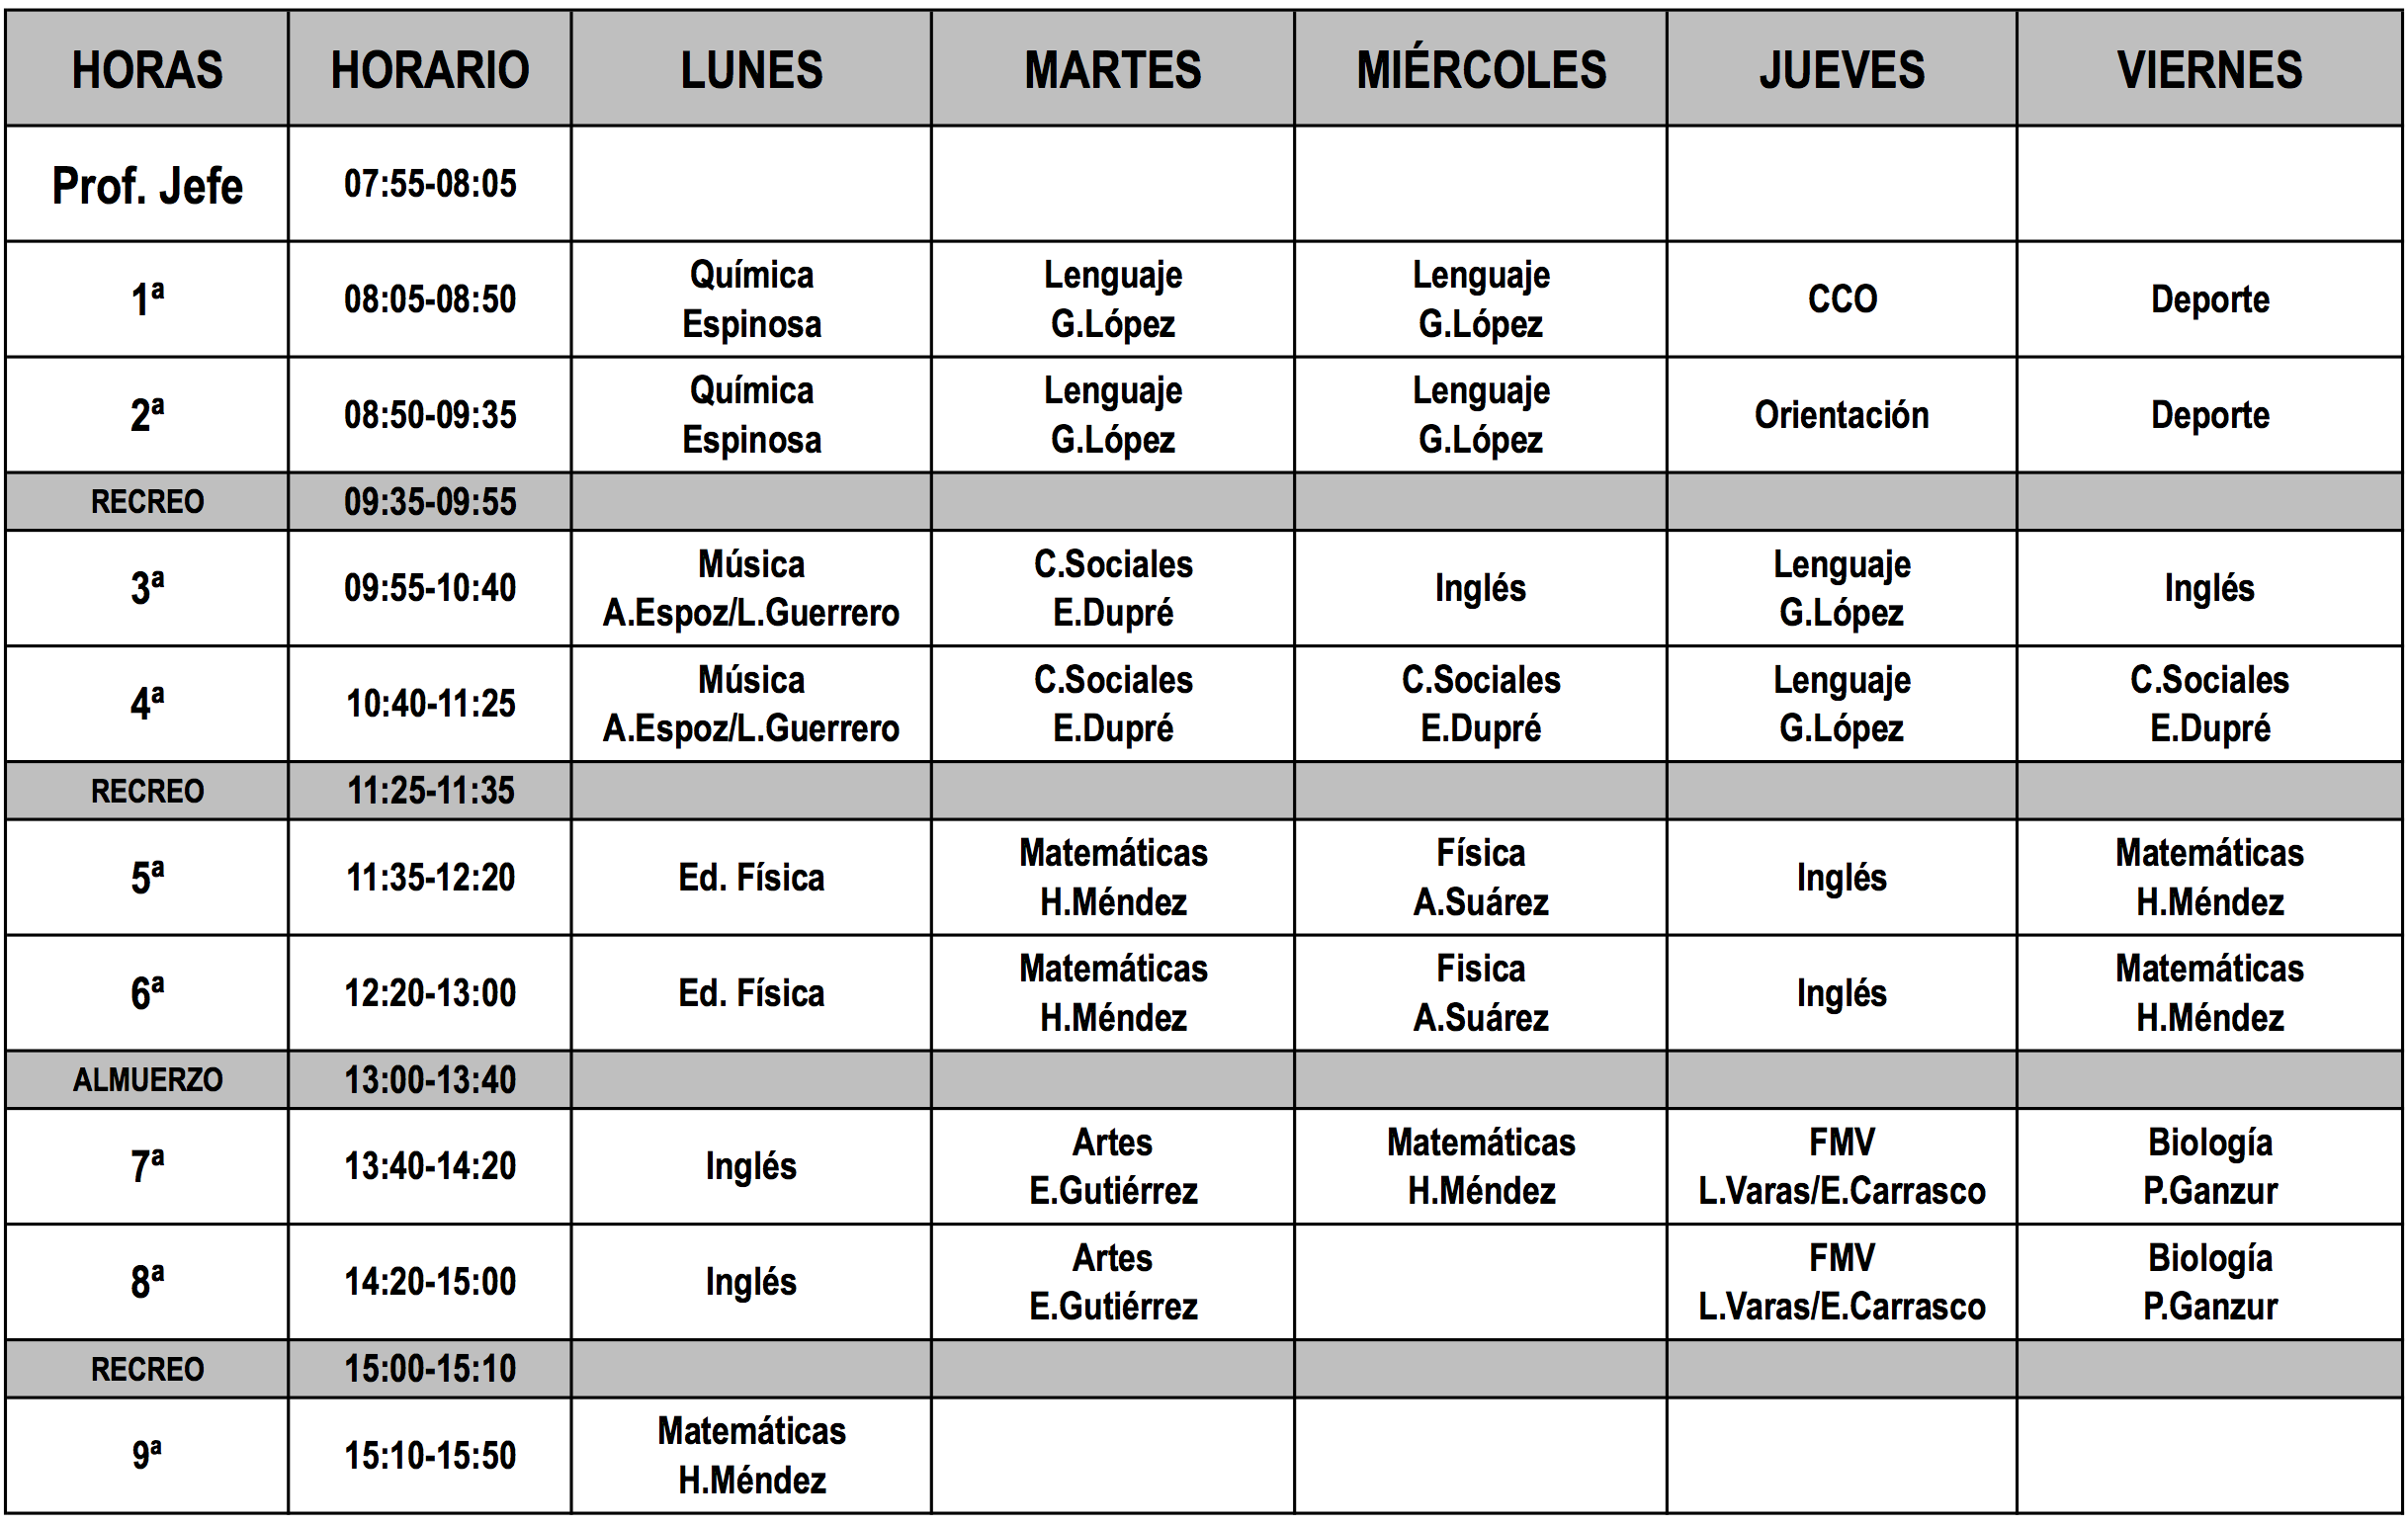 HORAS HORARIO LUNES MARTES MIÉRCOLES JUEVES VIERNES
Prof. Jefe 07:55-08:05
1ª 08:05-08:50 Química Espinosa Lenguaje G.López Lenguaje G.López CCO Deporte
2ª 08:50-09:35 Química Espinosa Lenguaje G.López Lenguaje G.López Orientación Deporte
RECREO 09:35-09:55
3ª 09:55-10:40 Música A.Espoz/L.Guerrero C.Sociales E.Dupré Inglés Lenguaje G.López Inglés
4ª 10:40-11:25 Música A.Espoz/L.Guerrero C.Sociales E.Dupré C.Sociales E.Dupré Lenguaje G.López C.Sociales E.Dupré
RECREO 11:25-11:35
5ª 11:35-12:20 Ed. Física Matemáticas H.Méndez Física A.Suárez Inglés Matemáticas H.Méndez
6ª 12:20-13:00 Ed. Física Matemáticas H.Méndez Fisica A.Suárez Inglés Matemáticas H.Méndez
ALMUERZO 13:00-13:40
7ª 13:40-14:20 Inglés Artes E.Gutiérrez Matemáticas H.Méndez FMV L.Varas/E.Carrasco Biología P.Ganzur
8ª 14:20-15:00 Inglés Artes E.Gutiérrez FMV L.Varas/E.Carrasco Biología P.Ganzur
RECREO 15:00-15:10
9ª 15:10-15:50 Matemáticas H.Méndez